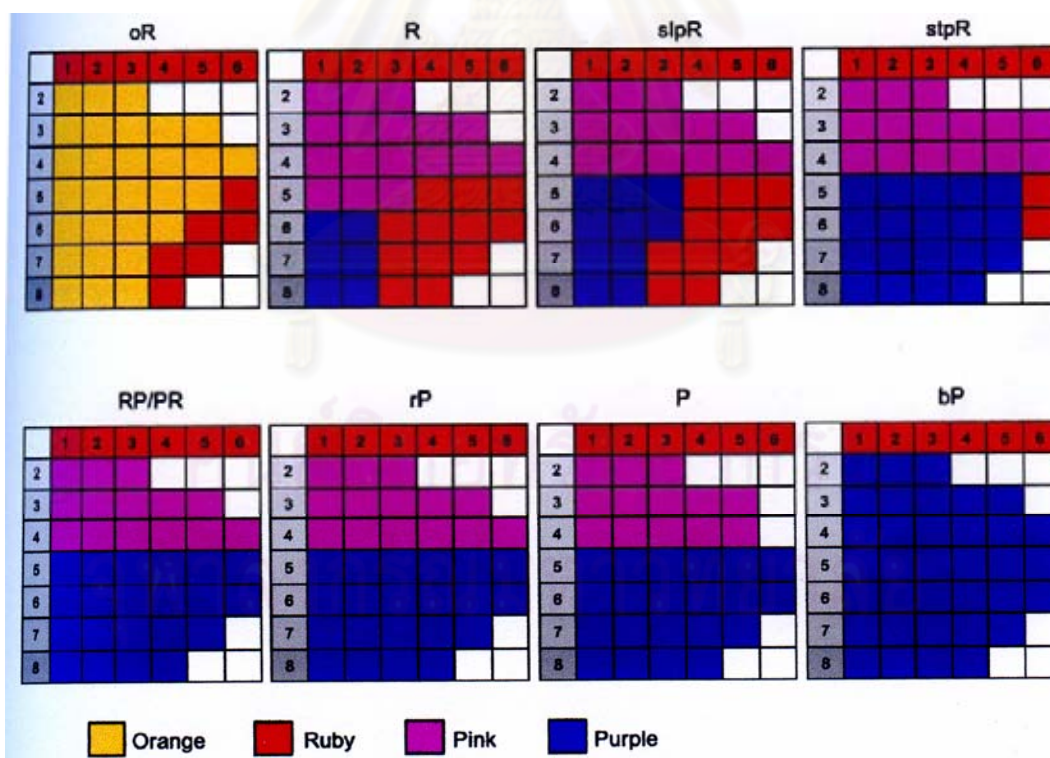 oR R slpR stpR
1 2 3 4 5 6 1 2 3 4 5 6 1 2 3 4 5 6 1 2 3 4 5 6
2 2 2 2
3 3 3 3
4 4 4 4
5 5 5 5
6 6 6 6
7 7 7 7
8 8 8 8
RP/PR rP P bP
1 2 3 4 5 6 1 2 3 4 5 6 1 2 3 4 5 6 1 2 3 4 5 6
2 2 2 2
3 3 3 3
4 4 4 4
5 5 5 5
6 6 6 6
7 7 7 7
8 8 8 8
Orange Ruby Pink Purple